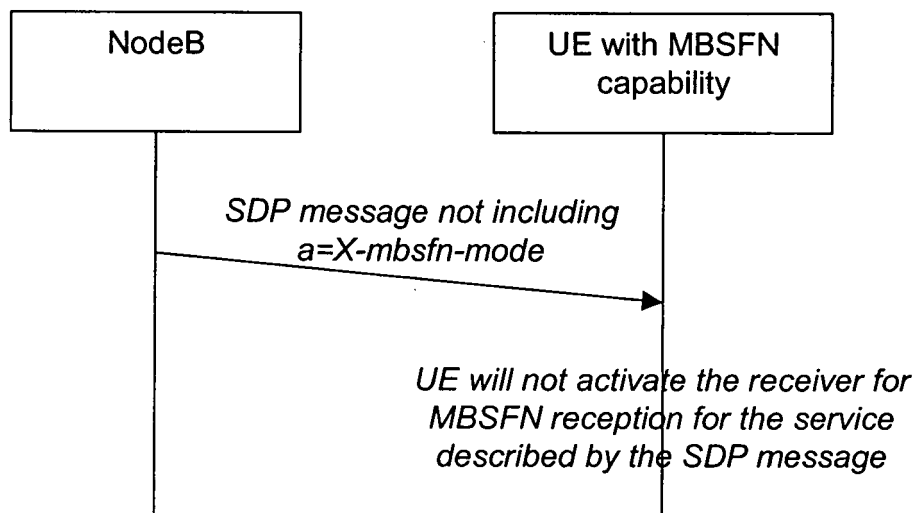 NodeB
UE with MBSFN
capability
SDP message not including
a=X-mbsfn-mode
UE will not activate the receiver for
MBSFN reception for the service
described by the SDP message